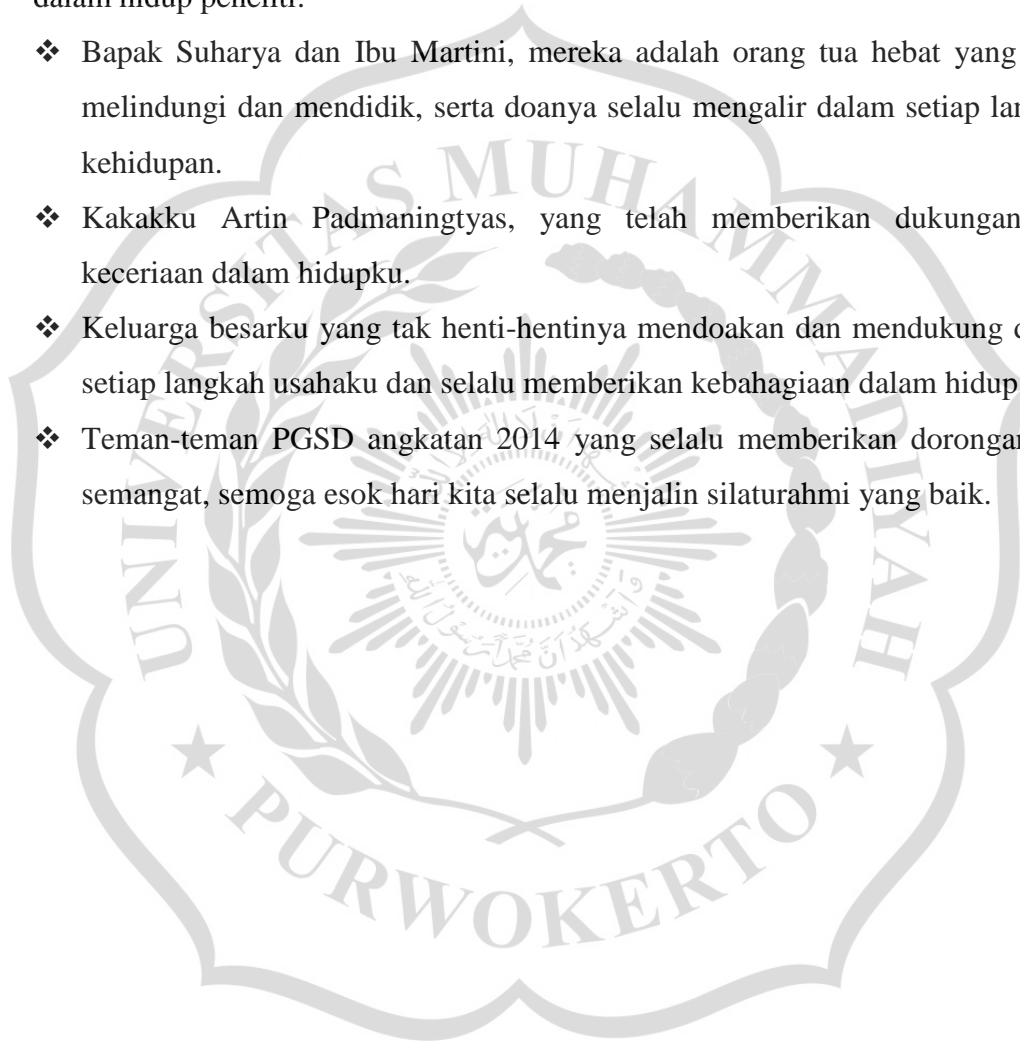 dalam hidup peneliti.
❖ Bapak Suharya dan Ibu Martini, mereka adalah orang tua hebat yang
melindungi dan mendidik, serta doanya selalu mengalir dalam setiap
kehidupan.
❖ Kakakku Artin Padmaningtyas, yang telah memberikan dukungan
keceriaan dalam hidupku.
❖ Keluarga besarku yang tak henti-hentinya mendoakan dan mendukung
setiap langkah usahaku dan selalu memberikan kebahagiaan dalam hidup
❖ Teman-teman PGSD angkatan 2014 yang selalu memberikan
semangat, semoga esok hari kita selalu menjalin silaturahmi yang baik.
UNIVERSITAS MUHAMMADIYAH
PURWOKERTO